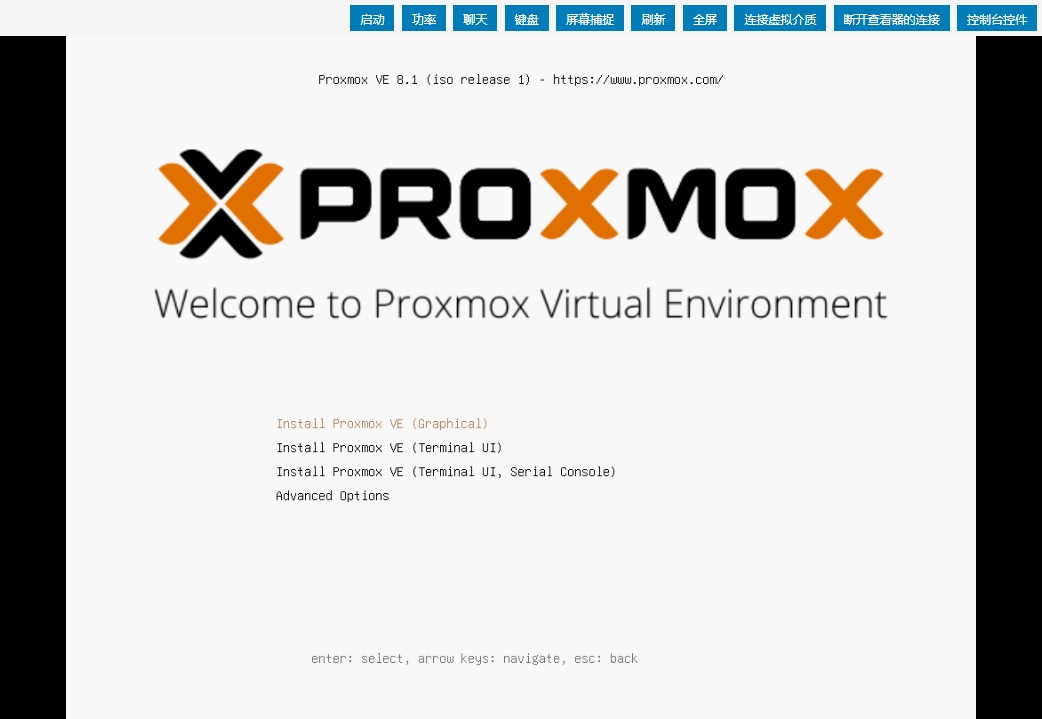 启动 功率 聊天 键盘 屏幕捕捉 刷新 全屏 连接虚拟介质 断开查看器的连接 控制台控件
Proxmox VE 8.1 (iso release 1) - https://www.proxmox.com/
PROXMOX
Welcome to Proxmox Virtual Environment
Install Proxmox VE (Graphical)
Install Proxmox VE (Terminal UI)
Install Proxmox VE (Terminal UI, Serial Console)
Advanced Options
enter: select, arrow keys: navigate, esc: back